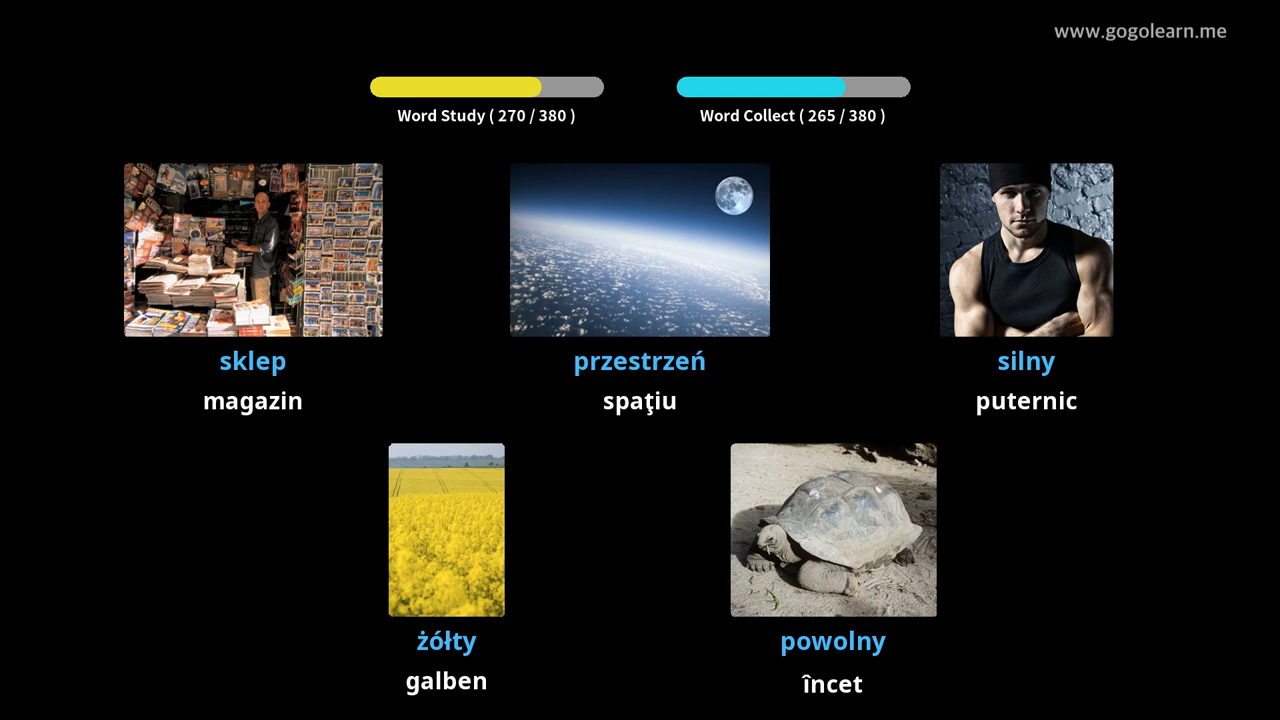 www.gogolearn.me
Word Study ( 270 / 380 )
Word Collect ( 265 / 380 )
sklep
przestrzeń
silny
magazin
spaţiu
puternic
żółty
powolny
galben
încet